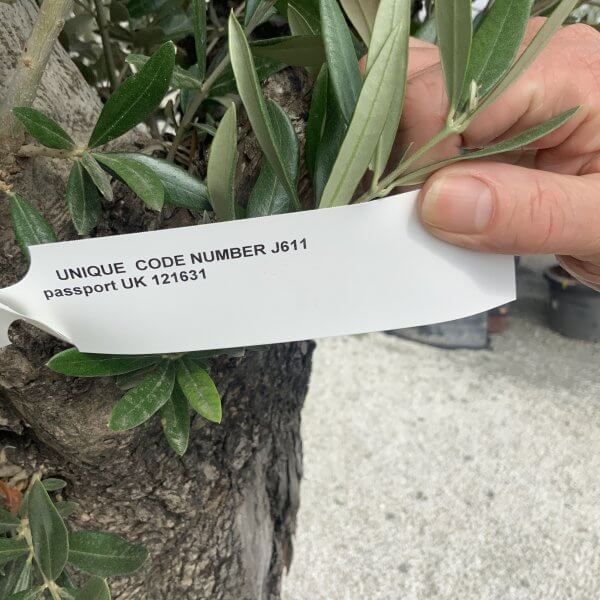 UNIQUE CODE NUMBER J611
passport UK 121631